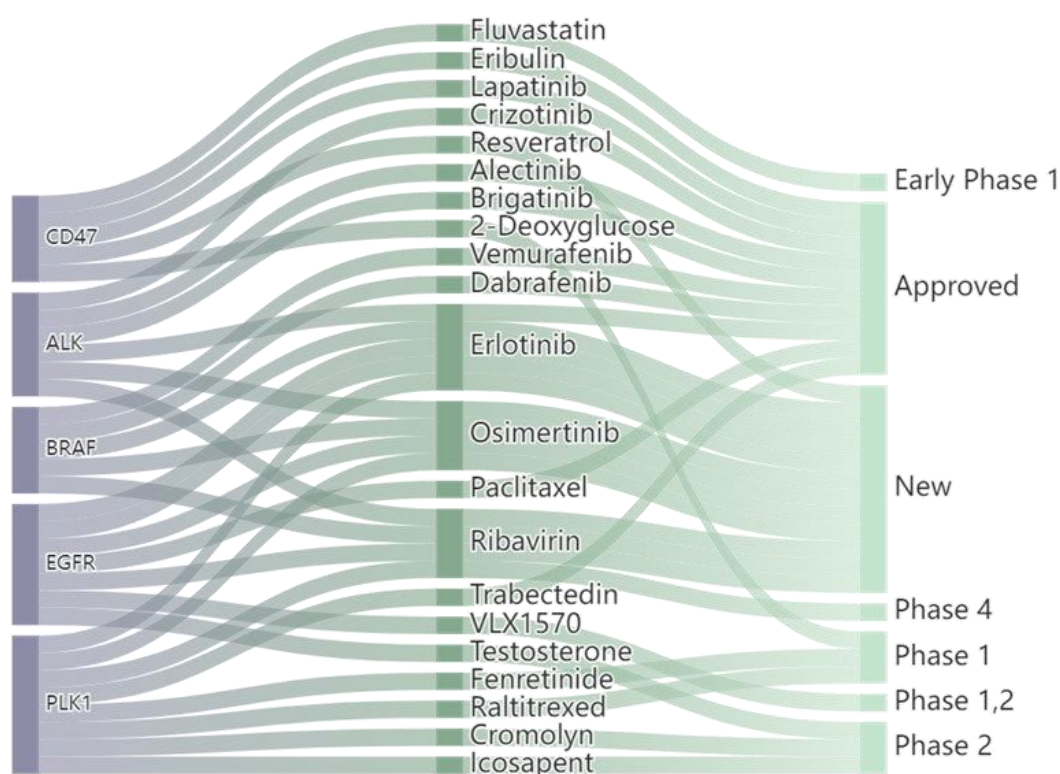 CD47
ALK
BRAF
EGFR
PLK1
Fluvastatin
Eribulin
Lapatinib
Crizotinib
Resveratrol
Alectinib
Brigatinib
2-Deoxyglucose
Vemurafenib
Dabrafenib
Erlotinib
Osimertinib
Paclitaxel
Ribavirin
Trabectedin
VLX1570
Testosterone
Fenretinide
Raltitrexed
Cromolyn
Icosapent
Early Phase 1
Approved
New
Phase 4
Phase 1
Phase 1,2
Phase 2